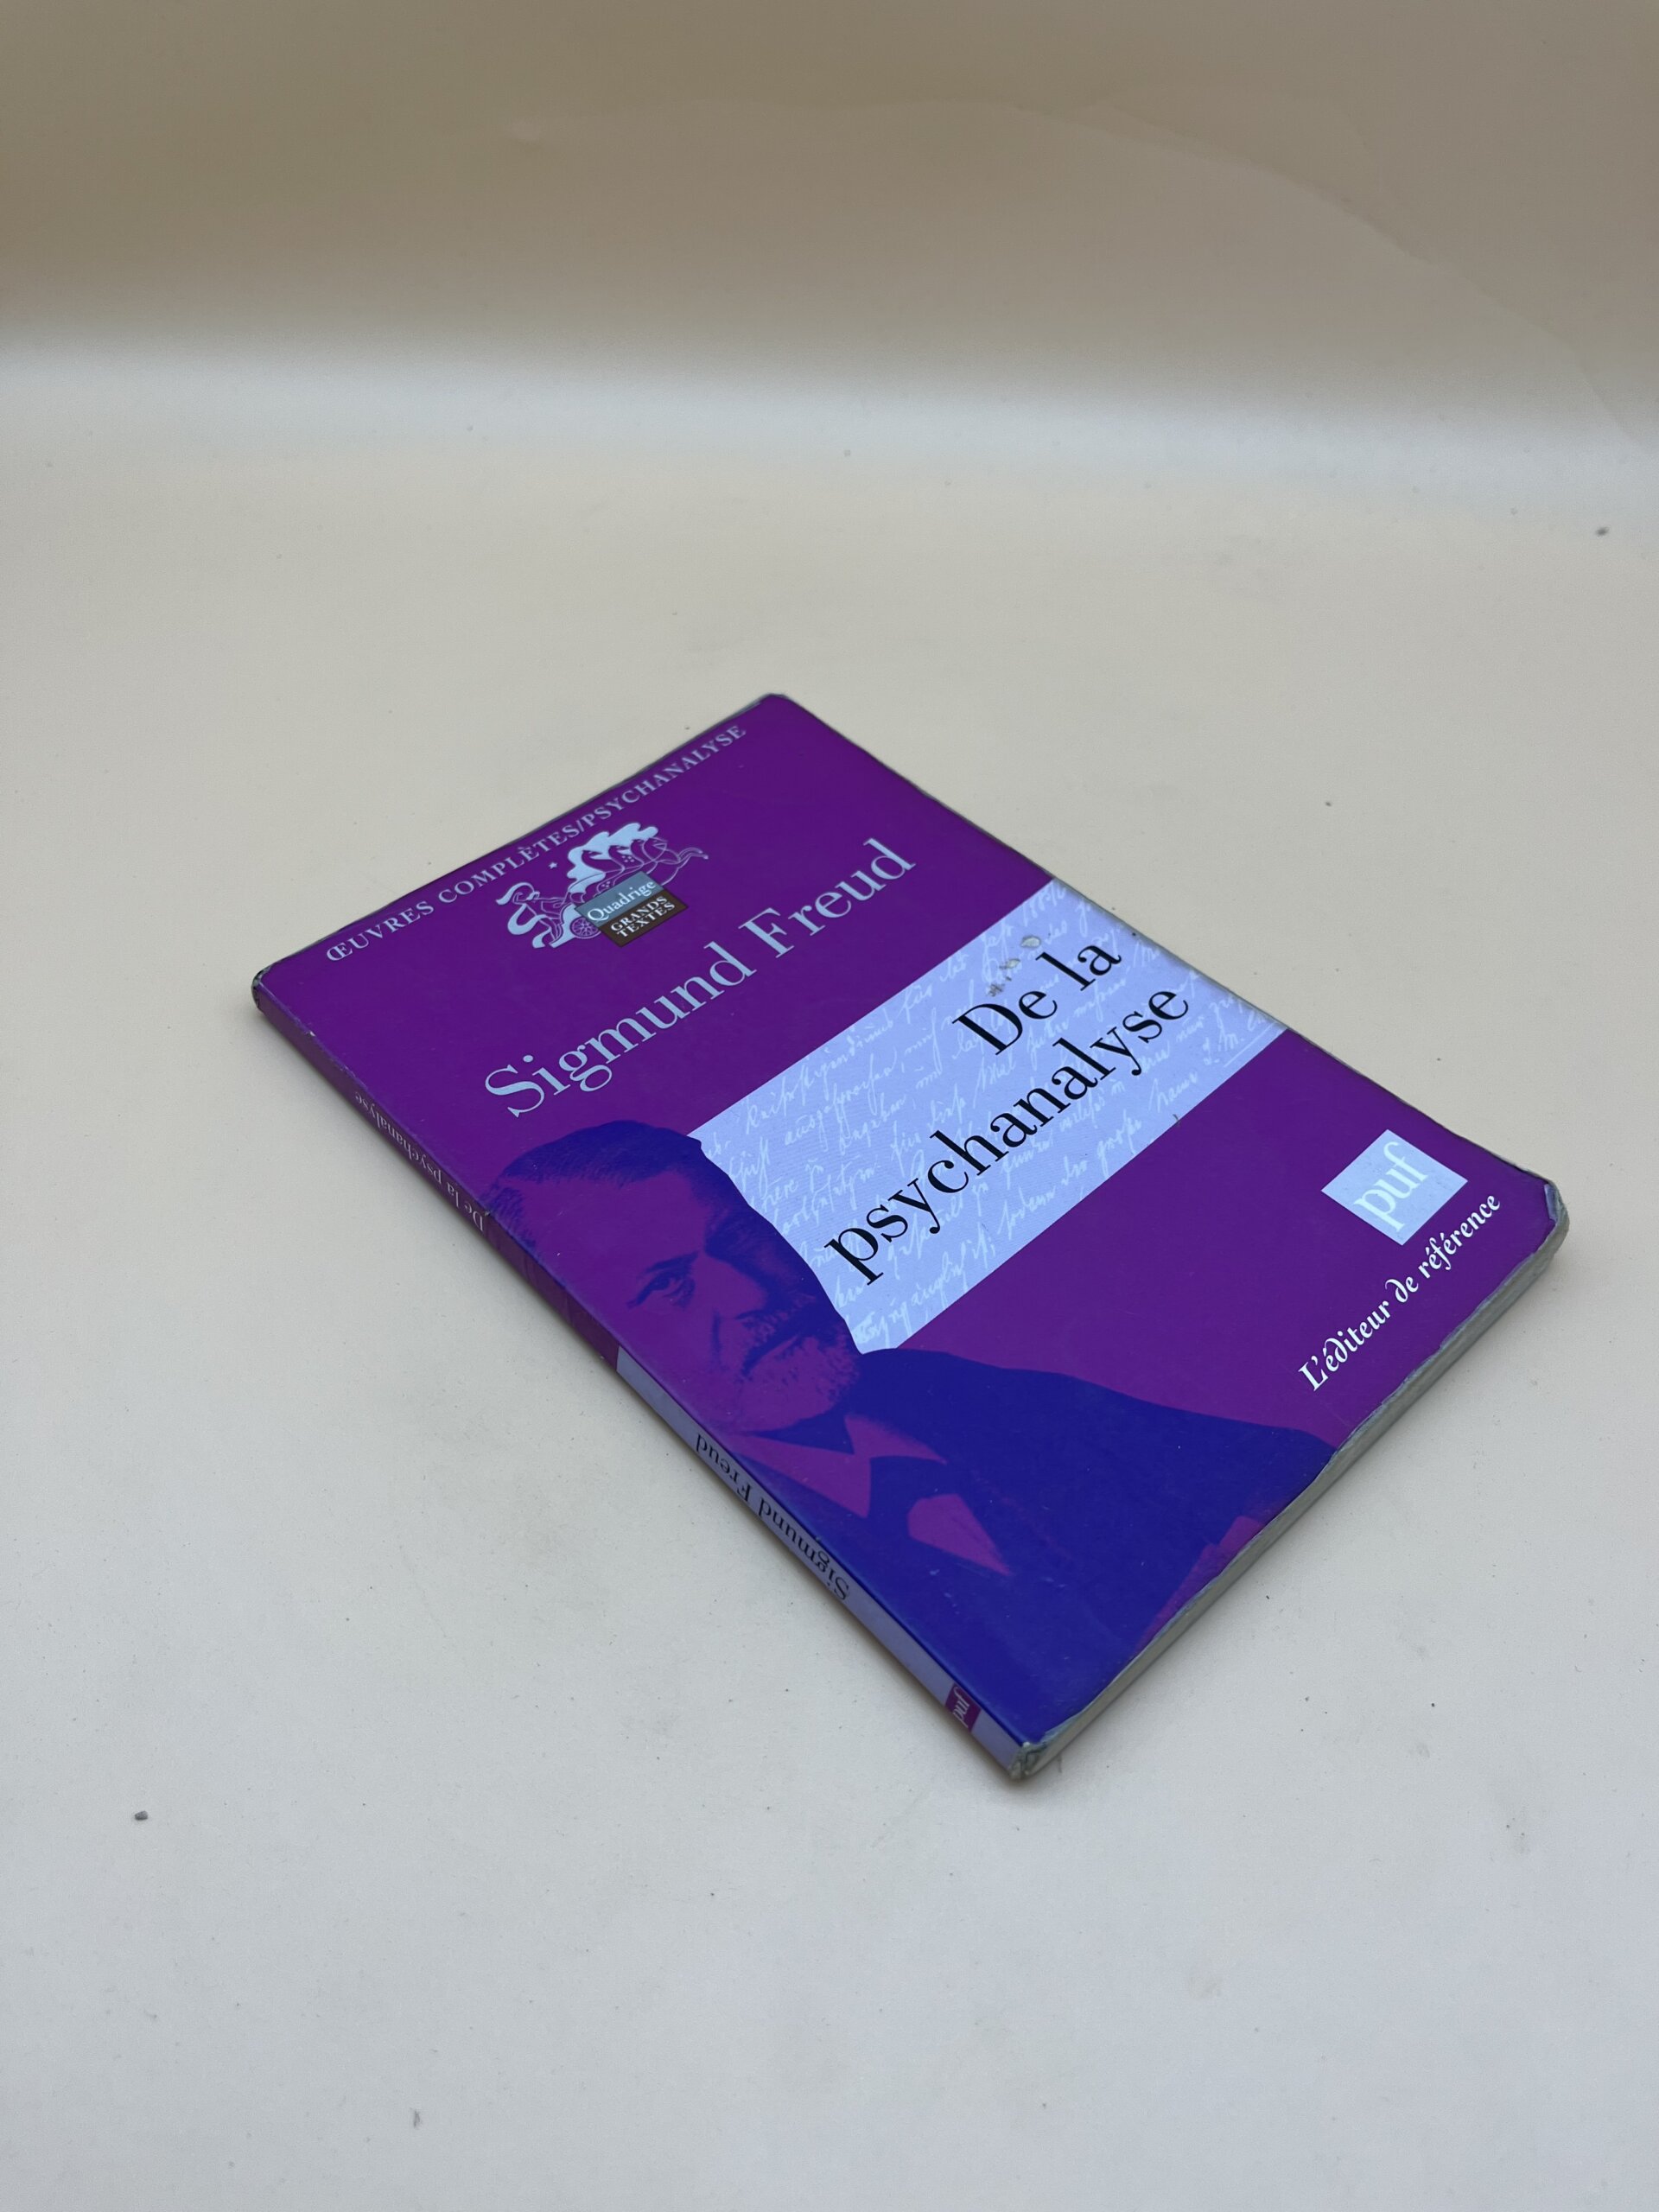 ŒUVRES COMPLÈTES/PSYCHANALYSE
Quadrige
GRANDS
TEXTES
Sigmund Freud
De la
psychanalyse
puf
L'éditeur de référence
De la psychanalyse
Sigmund Freud
puf